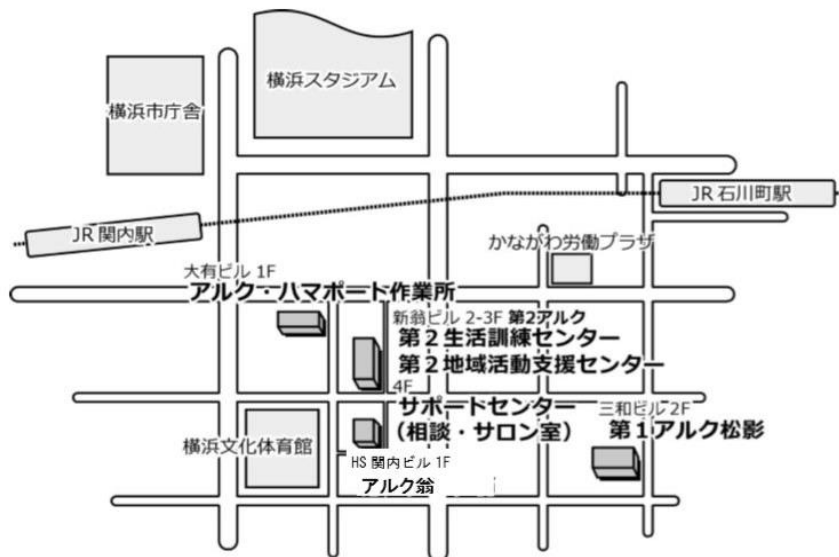 横浜スタジアム
横浜市庁舎
JR 石川町駅
JR 関内駅
かながわ労働プラザ
大有ビル 1F
アルク・ハマポート作業所
新翁ビル 2-3F 第2アルク
第2生活訓練センター
第2地域活動支援センター
4F
サポートセンター
(相談・サロン室)
三和ビル 2F
第1アルク松影
横浜文化体育館
HS 関内ビル 1F
アルク翁